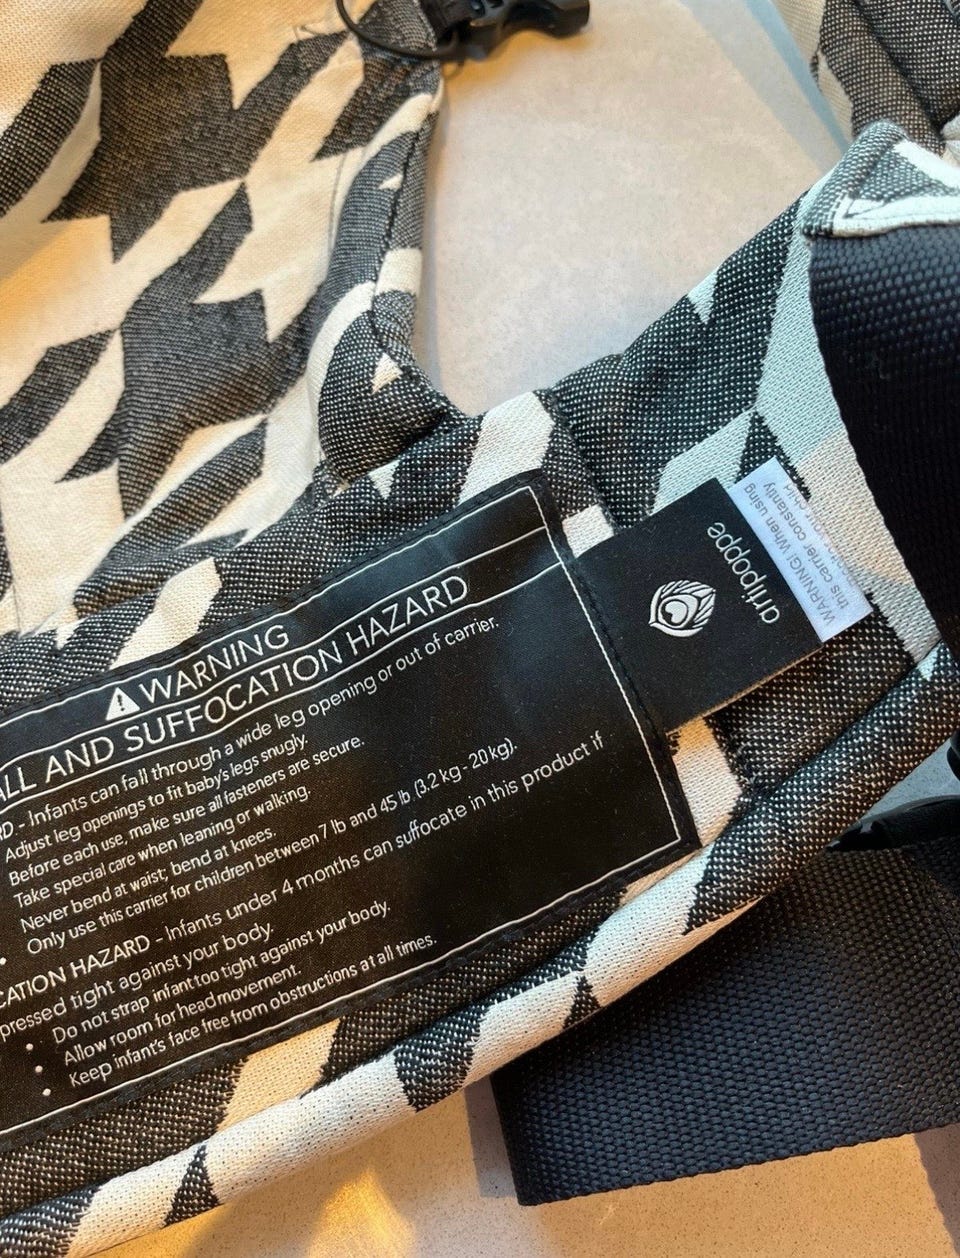 ⚠ WARNING
ALL AND SUFFOCATION HAZARD
RD - Infants can fall through a wide leg opening or out of carrier.
Adjust leg openings to fit baby's legs snugly.
Before each use, make sure all fasteners are secure.
Take special care when leaning or walking.
Never bend at waist; bend at knees.
• Only use this carrier for children between 7 lb and 45 lb. (3.2 kg - 20 kg).
CATION HAZARD - Infants under 4 months can suffocate in this product if
pressed tight against your body.
• Do not strap infant too tight against your body.
• Allow room for head movement.
• Keep infant's face free from obstructions at all times.
artipoppe
WARNING! When using
this carrier constantly
your child